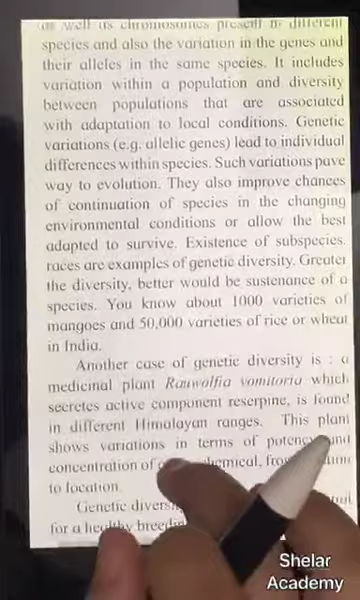 as well as chromosomes present in different
species and also the variation in the genes and
their alleles in the same species. It includes
variation within a population and diversity
between populations that are associated
with adaptation to local conditions. Genetic
variations (e.g. allelic genes) lead to individual
differences within species. Such variations pave
way to evolution. They also improve chances
of continuation of species in the changing
environmental conditions or allow the best
adapted to survive. Existence of subspecies,
races are examples of genetic diversity. Greater
the diversity, better would be sustenance of a
species. You know about 1000 varieties of
mangoes and 50,000 varieties of rice or wheat
in India.
Another case of genetic diversity is : a
medicinal plant Rauwolfia vomitoria which
secretes active component reserpine, is found
in different Himalayan ranges. This plant
shows variations in terms of potency and
concentration of chemical, from
to location.
Genetic
for a healthy
Shelar
Academy